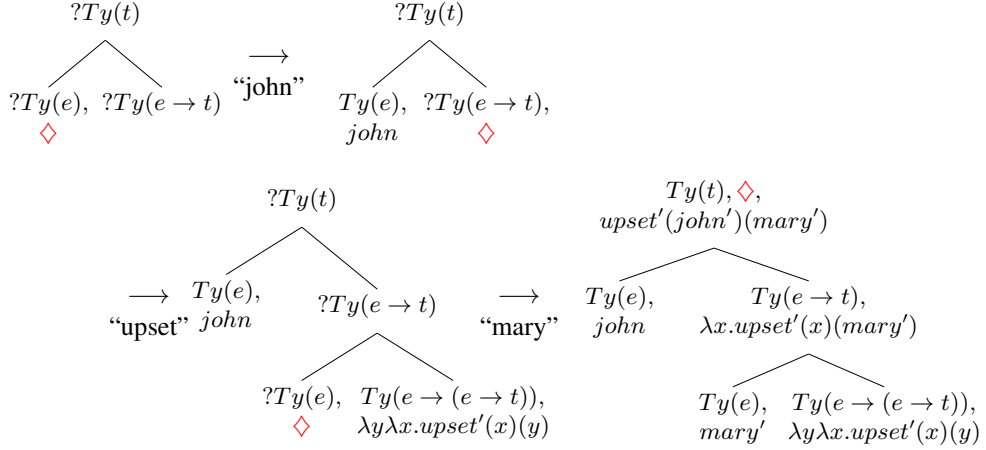 ?Ty(t) ?Ty(t)
⟶
“john”
?Ty(e), ?Ty(e → t) Ty(e), ?Ty(e → t),
♢ john ♢
?Ty(t) Ty(t), ♢,
upset′(john′)(mary′)
⟶ Ty(e), ?Ty(e → t) ⟶ Ty(e), Ty(e → t),
“upset” john “mary” john λx.upset′(x)(mary′)
?Ty(e), Ty(e → (e → t)), Ty(e), Ty(e → (e → t)),
♢ λyλx.upset′(x)(y) mary′ λyλx.upset′(x)(y)